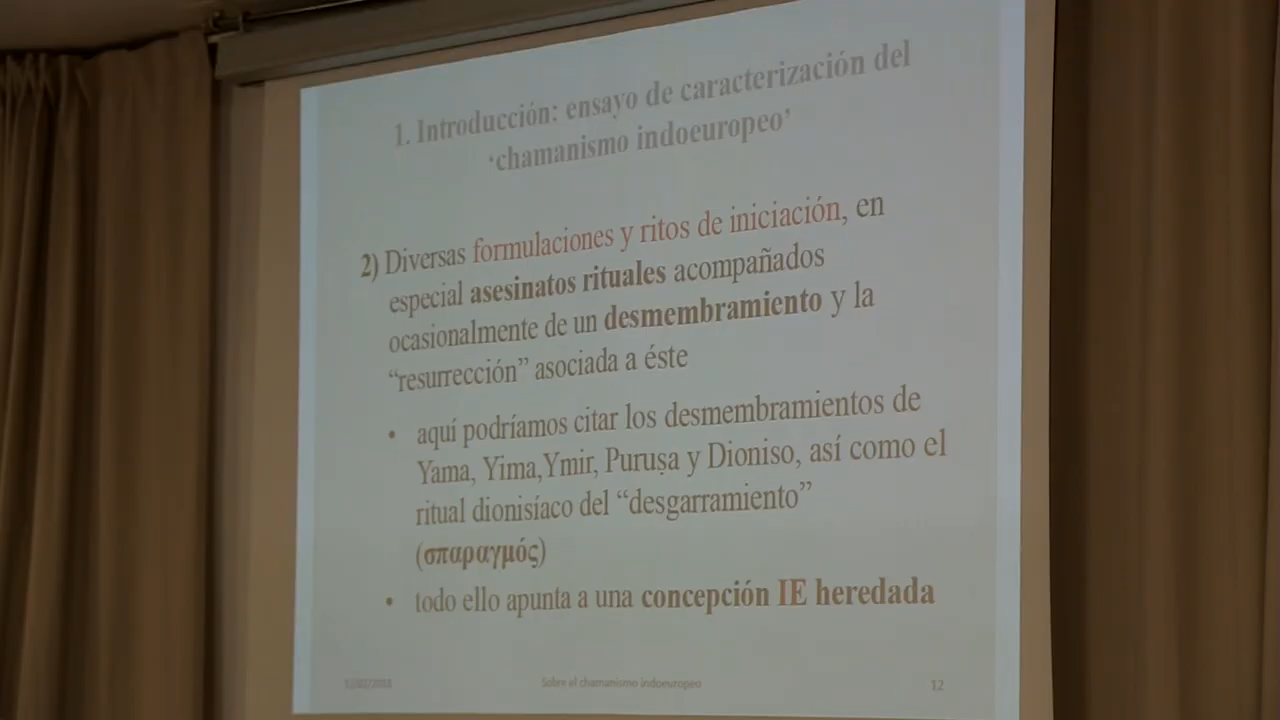 1. Introducción: ensayo de caracterización del
‘chamanismo indoeuropeo’
2) Diversas formulaciones y ritos de iniciación, en
especial asesinatos rituales acompañados
ocasionalmente de un desmembramiento y la
“resurrección” asociada a éste
• aquí podríamos citar los desmembramientos de
Yama, Yima,Ymir, Puruṣa y Dioniso, así como el
ritual dionisíaco del “desgarramiento”
(σπαραγμός)
• todo ello apunta a una concepción IE heredada
Sobre el chamanismo indoeuropeo
12